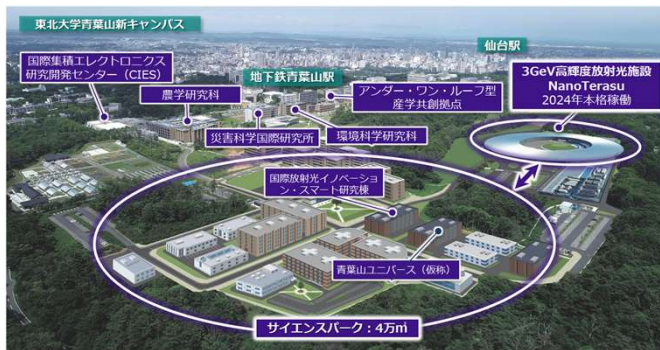 東北大学青葉山新キャンパス
仙台駅
国際集積エレクトロニクス
研究開発センター（CIES）
農学研究科
地下鉄青葉山駅
アンダー・ワン・ルーフ型
産学共創拠点
3GeV高輝度放射光施設
NanoTerasu
2024年本格稼働
災害科学国際研究所
環境科学研究科
国際放射光イノベーショ
ン・スマート研究棟
青葉山ユニバース（仮称）
サイエンスパーク：4万㎡